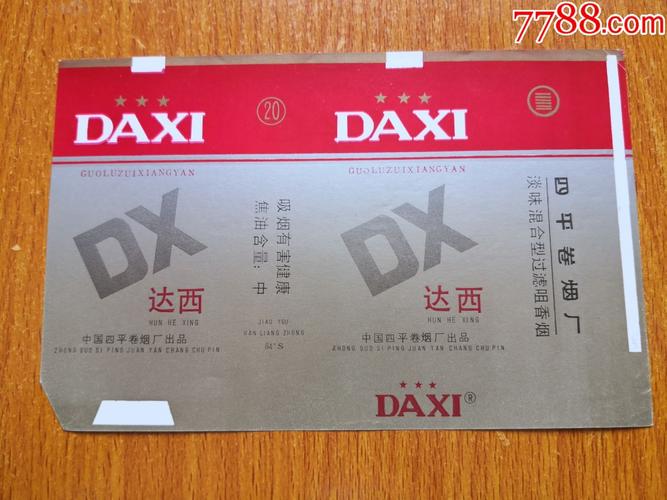 7788.com
★★★
DAXI
GUOLUZUIXIANGYAN
DX
达西
HUN HE XING
中国四平卷烟厂出品
ZHONG GUO SI PING JUAN YAN CHANG CHU PIN
20
吸烟有害健康
焦油含量：中
JIAO YOU
HAN LIANG ZHONG
★★★
DAXI
GUOLUZUIXIANGYAN
DX
达西
HUN HE XING
中国四平卷烟厂出品
ZHONG GUO SI PING JUAN YAN CHANG CHU PIN
★★★
DAXI®
四平卷烟厂
淡味混合型过滤咀香烟